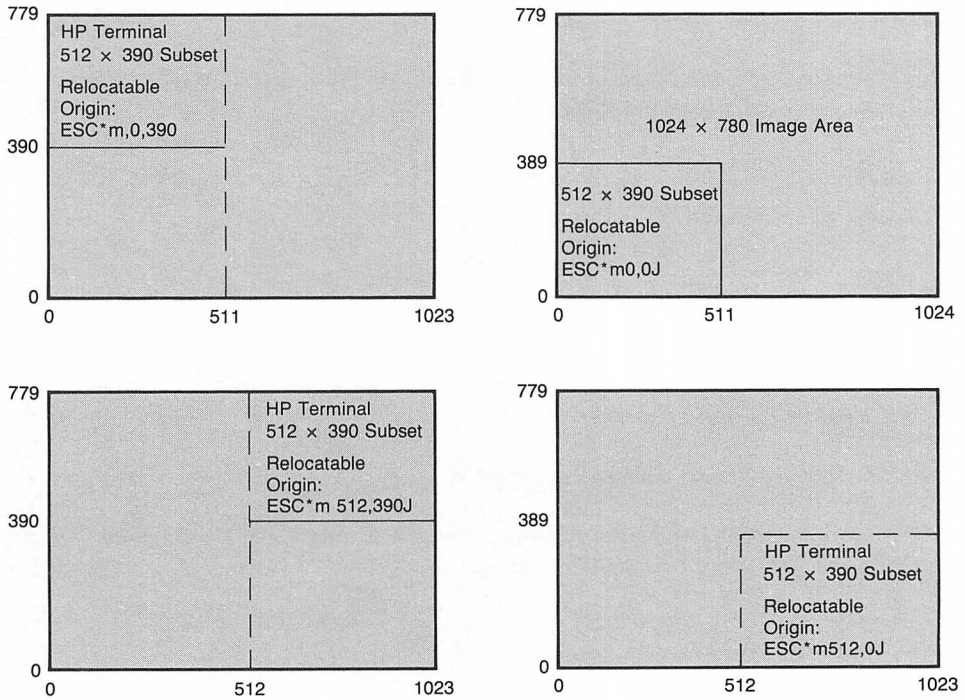 779
HP Terminal
512 × 390 Subset
Relocatable
Origin:
ESC*m,0,390
390
0
0
511
1023
779
1024 × 780 Image Area
389
512 × 390 Subset
Relocatable
Origin:
ESC*m0,0J
0
0
511
1024
779
HP Terminal
512 × 390 Subset
Relocatable
Origin:
ESC*m 512,390J
390
0
0
512
1023
779
389
HP Terminal
512 × 390 Subset
Relocatable
Origin:
ESC*m512,0J
0
0
512
1023